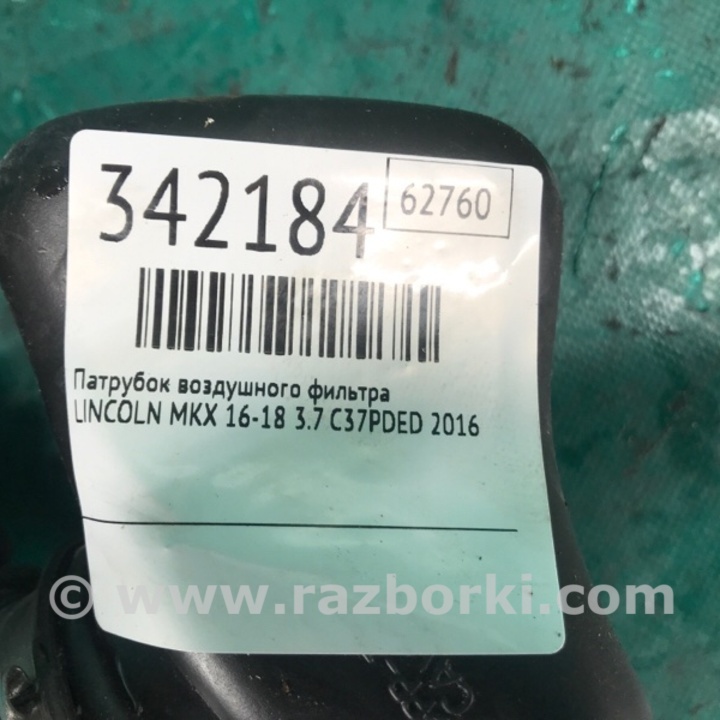 342184
62760
Патрубок воздушного фильтра
LINCOLN MKX 16-18 3.7 C37PDED 2016
© www.razborki.com